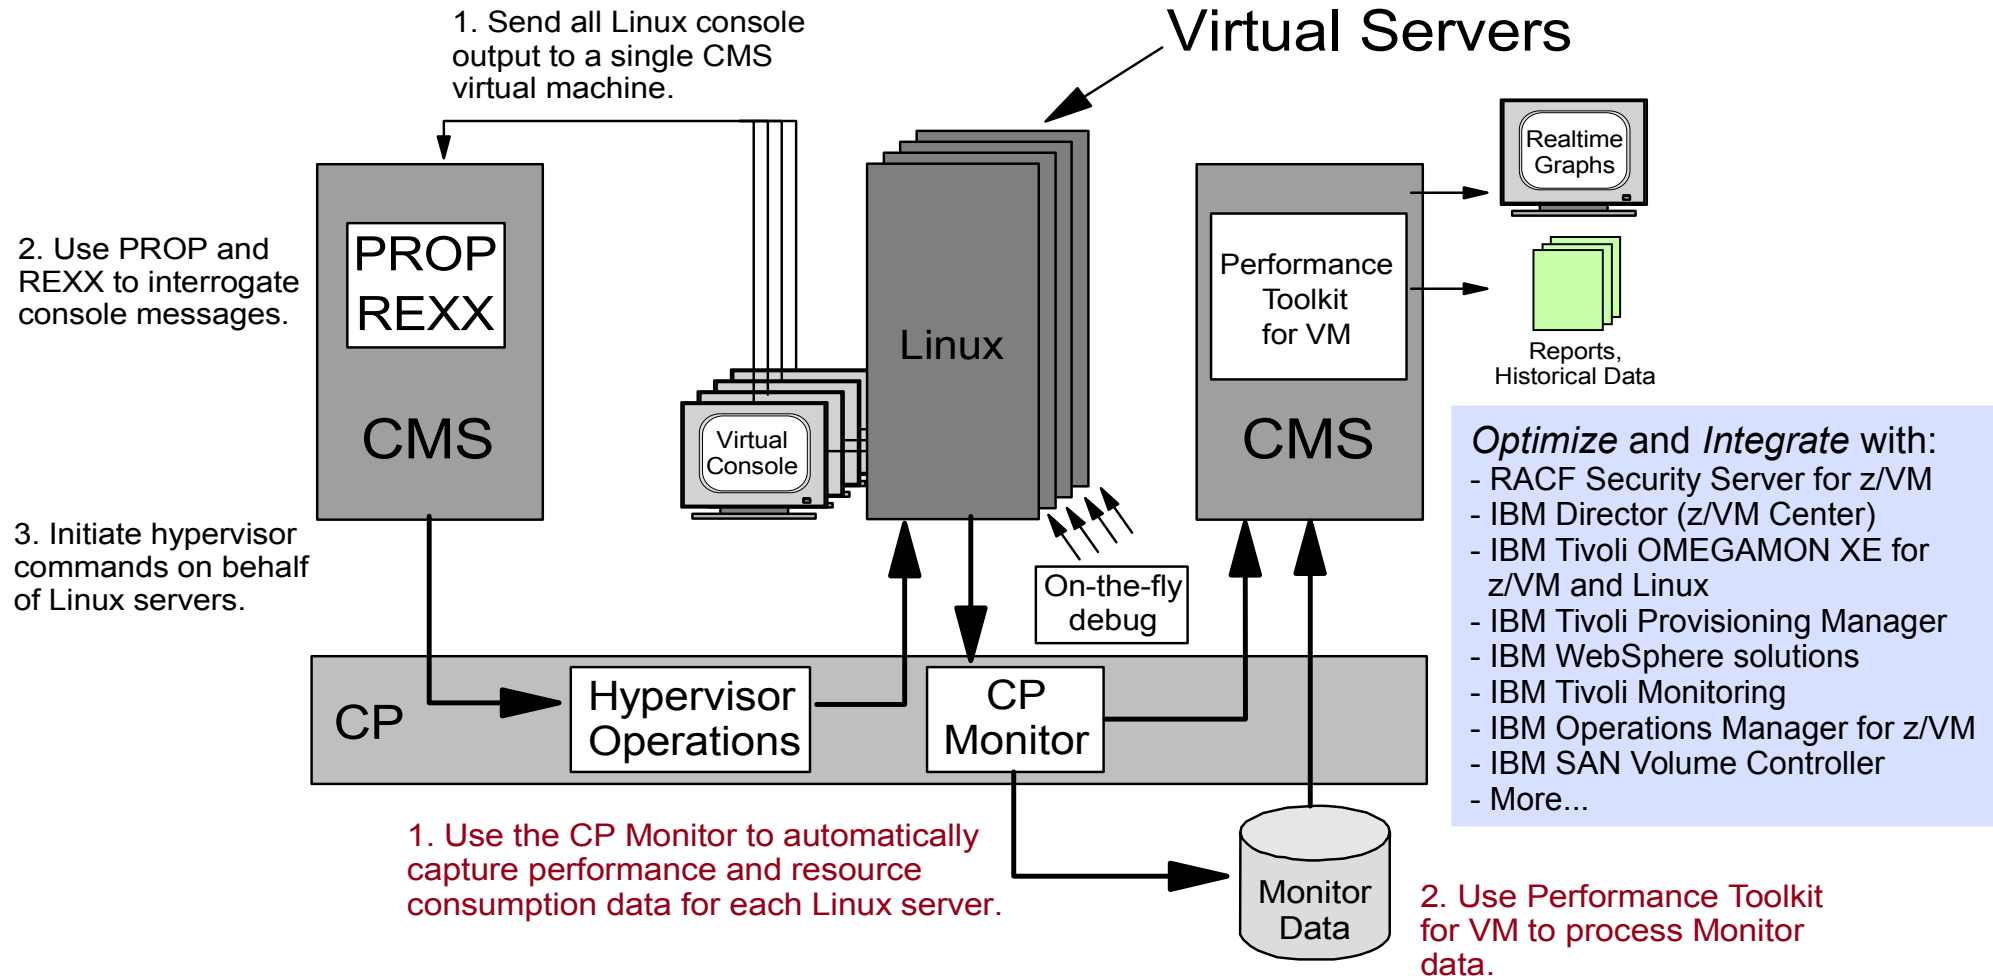 1. Send all Linux console
output to a single CMS
virtual machine.
Virtual Servers
2. Use PROP and
REXX to interrogate
console messages.
PROP
REXX
CMS
3. Initiate hypervisor
commands on behalf
of Linux servers.
Virtual
Console
Linux
On-the-fly
debug
Performance
Toolkit
for VM
CMS
Realtime
Graphs
Reports,
Historical Data
Optimize and Integrate with:
- RACF Security Server for z/VM
- IBM Director (z/VM Center)
- IBM Tivoli OMEGAMON XE for
z/VM and Linux
- IBM Tivoli Provisioning Manager
- IBM WebSphere solutions
- IBM Tivoli Monitoring
- IBM Operations Manager for z/VM
- IBM SAN Volume Controller
- More...
CP
Hypervisor
Operations
CP
Monitor
1. Use the CP Monitor to automatically
capture performance and resource
consumption data for each Linux server.
Monitor
Data
2. Use Performance Toolkit
for VM to process Monitor
data.